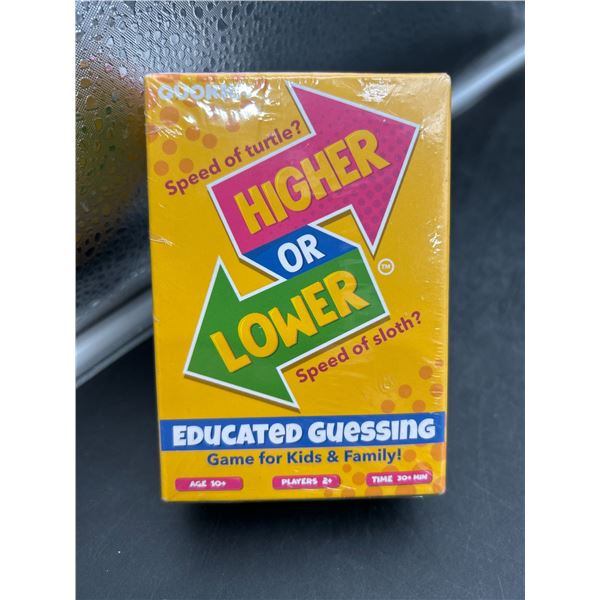 Speed of turtle?
HIGHER
OR
LOWER
TM
Speed of sloth?
EDUCATED GUESSING
Game for Kids & Family!
AGE 10+ PLAYERS 2+ TIME 30+ MIN